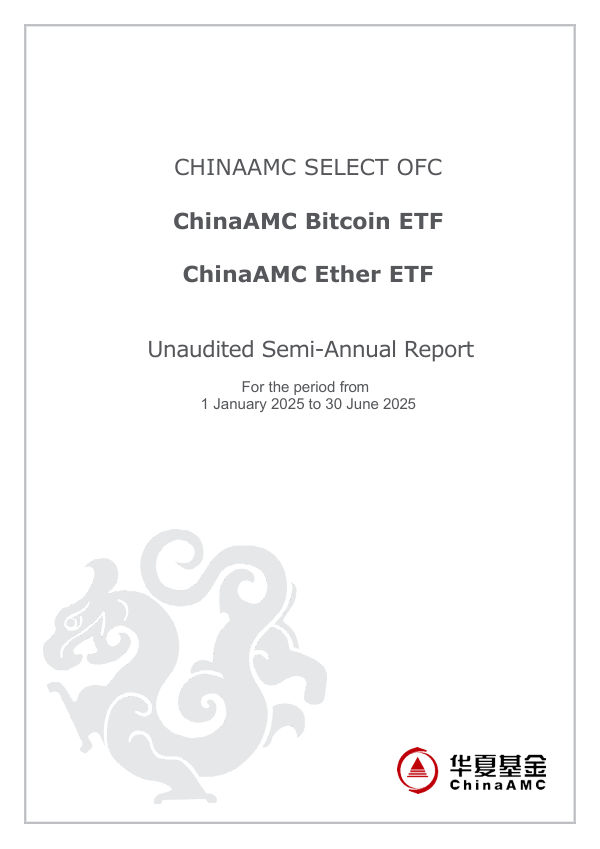 CHINAAMC SELECT OFC
ChinaAMC Bitcoin ETF
ChinaAMC Ether ETF
Unaudited Semi-Annual Report
For the period from
1 January 2025 to 30 June 2025
华夏基金
ChinaAMC